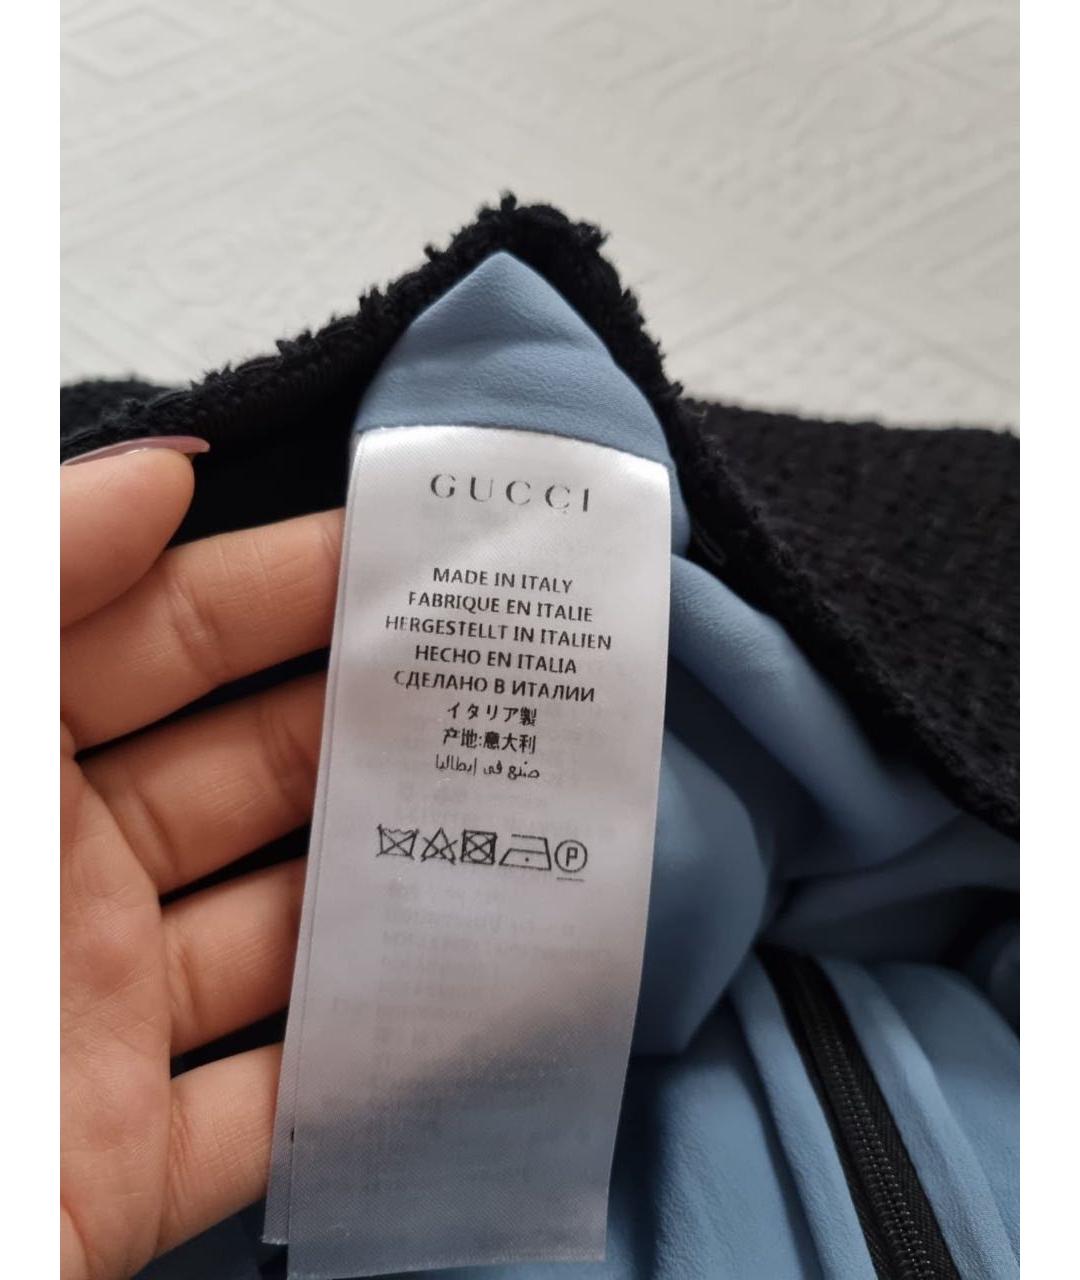 GUCCI
MADE IN ITALY
FABRIQUE EN ITALIE
HERGESTELLT IN ITALIEN
HECHO EN ITALIA
СДЕЛАНО В ИТАЛИИ
イタリア製
产地:意大利
صنع في إيطاليا
P